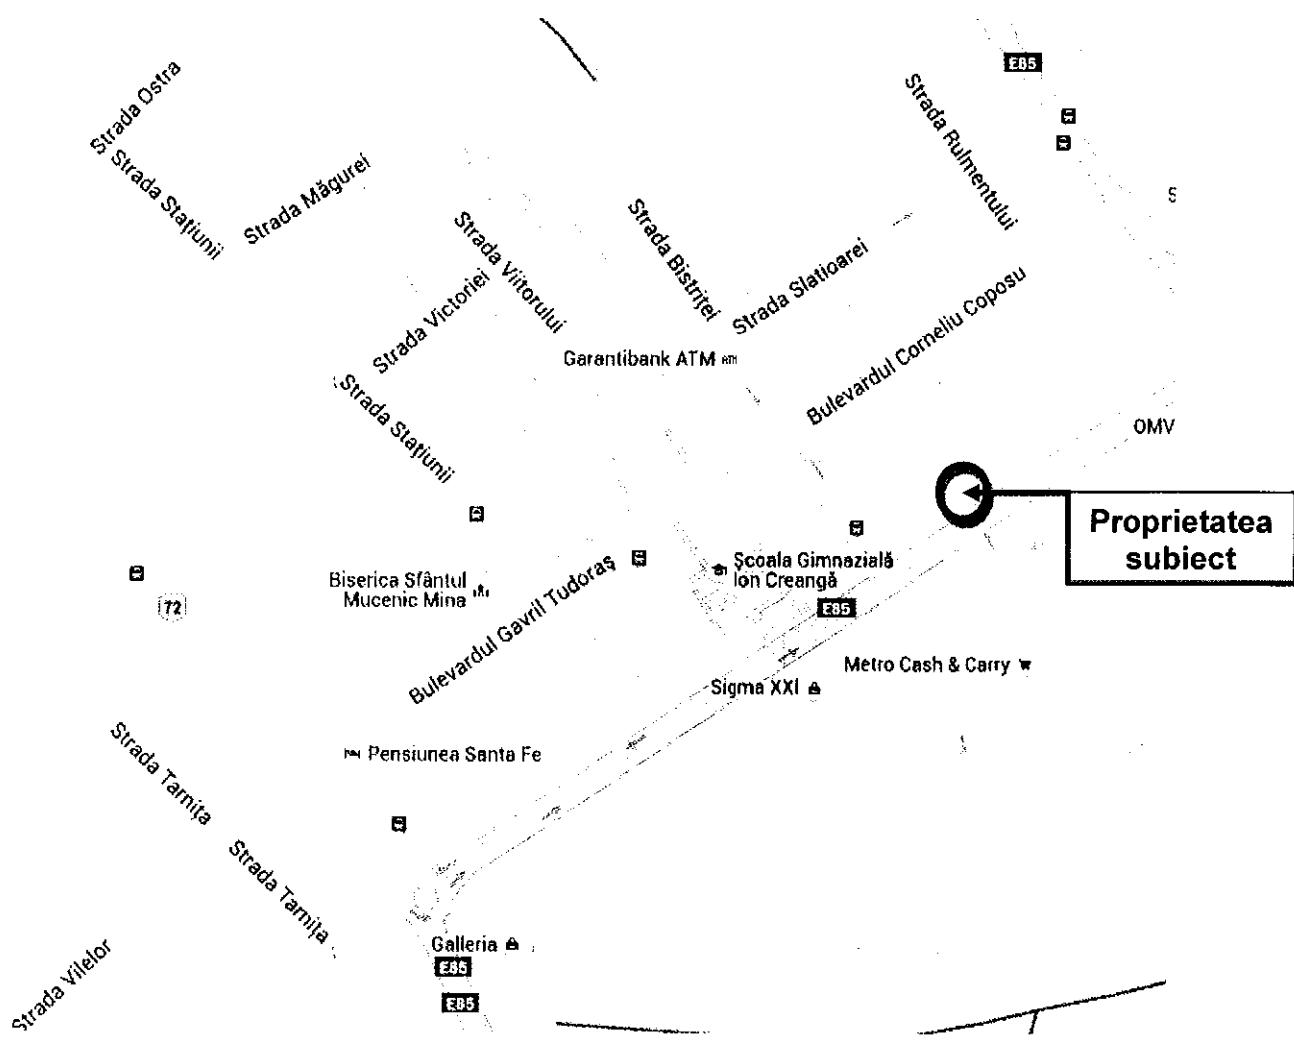 E85
Strada Ostra
Strada Rulmentului
Strada Stațiunii
Strada Măgurei
S
Strada Viitorului
Strada Bistriței
Strada Slatioarei
Strada Victoriei
Bulevardul Corneliu Coposu
Garantibank ATM
Strada Stațiunii
OMV
Proprietatea
subiect
Școala Gimnazială
Ion Creangă
Biserica Sfântul
Mucenic Mina
72
E85
Bulevardul Gavril Tudoraș
Metro Cash & Carry
Sigma XXI
Pensiunea Santa Fe
Strada Tarnița
Strada Tarnița
Galleria
E85
Strada Vilelor
E85